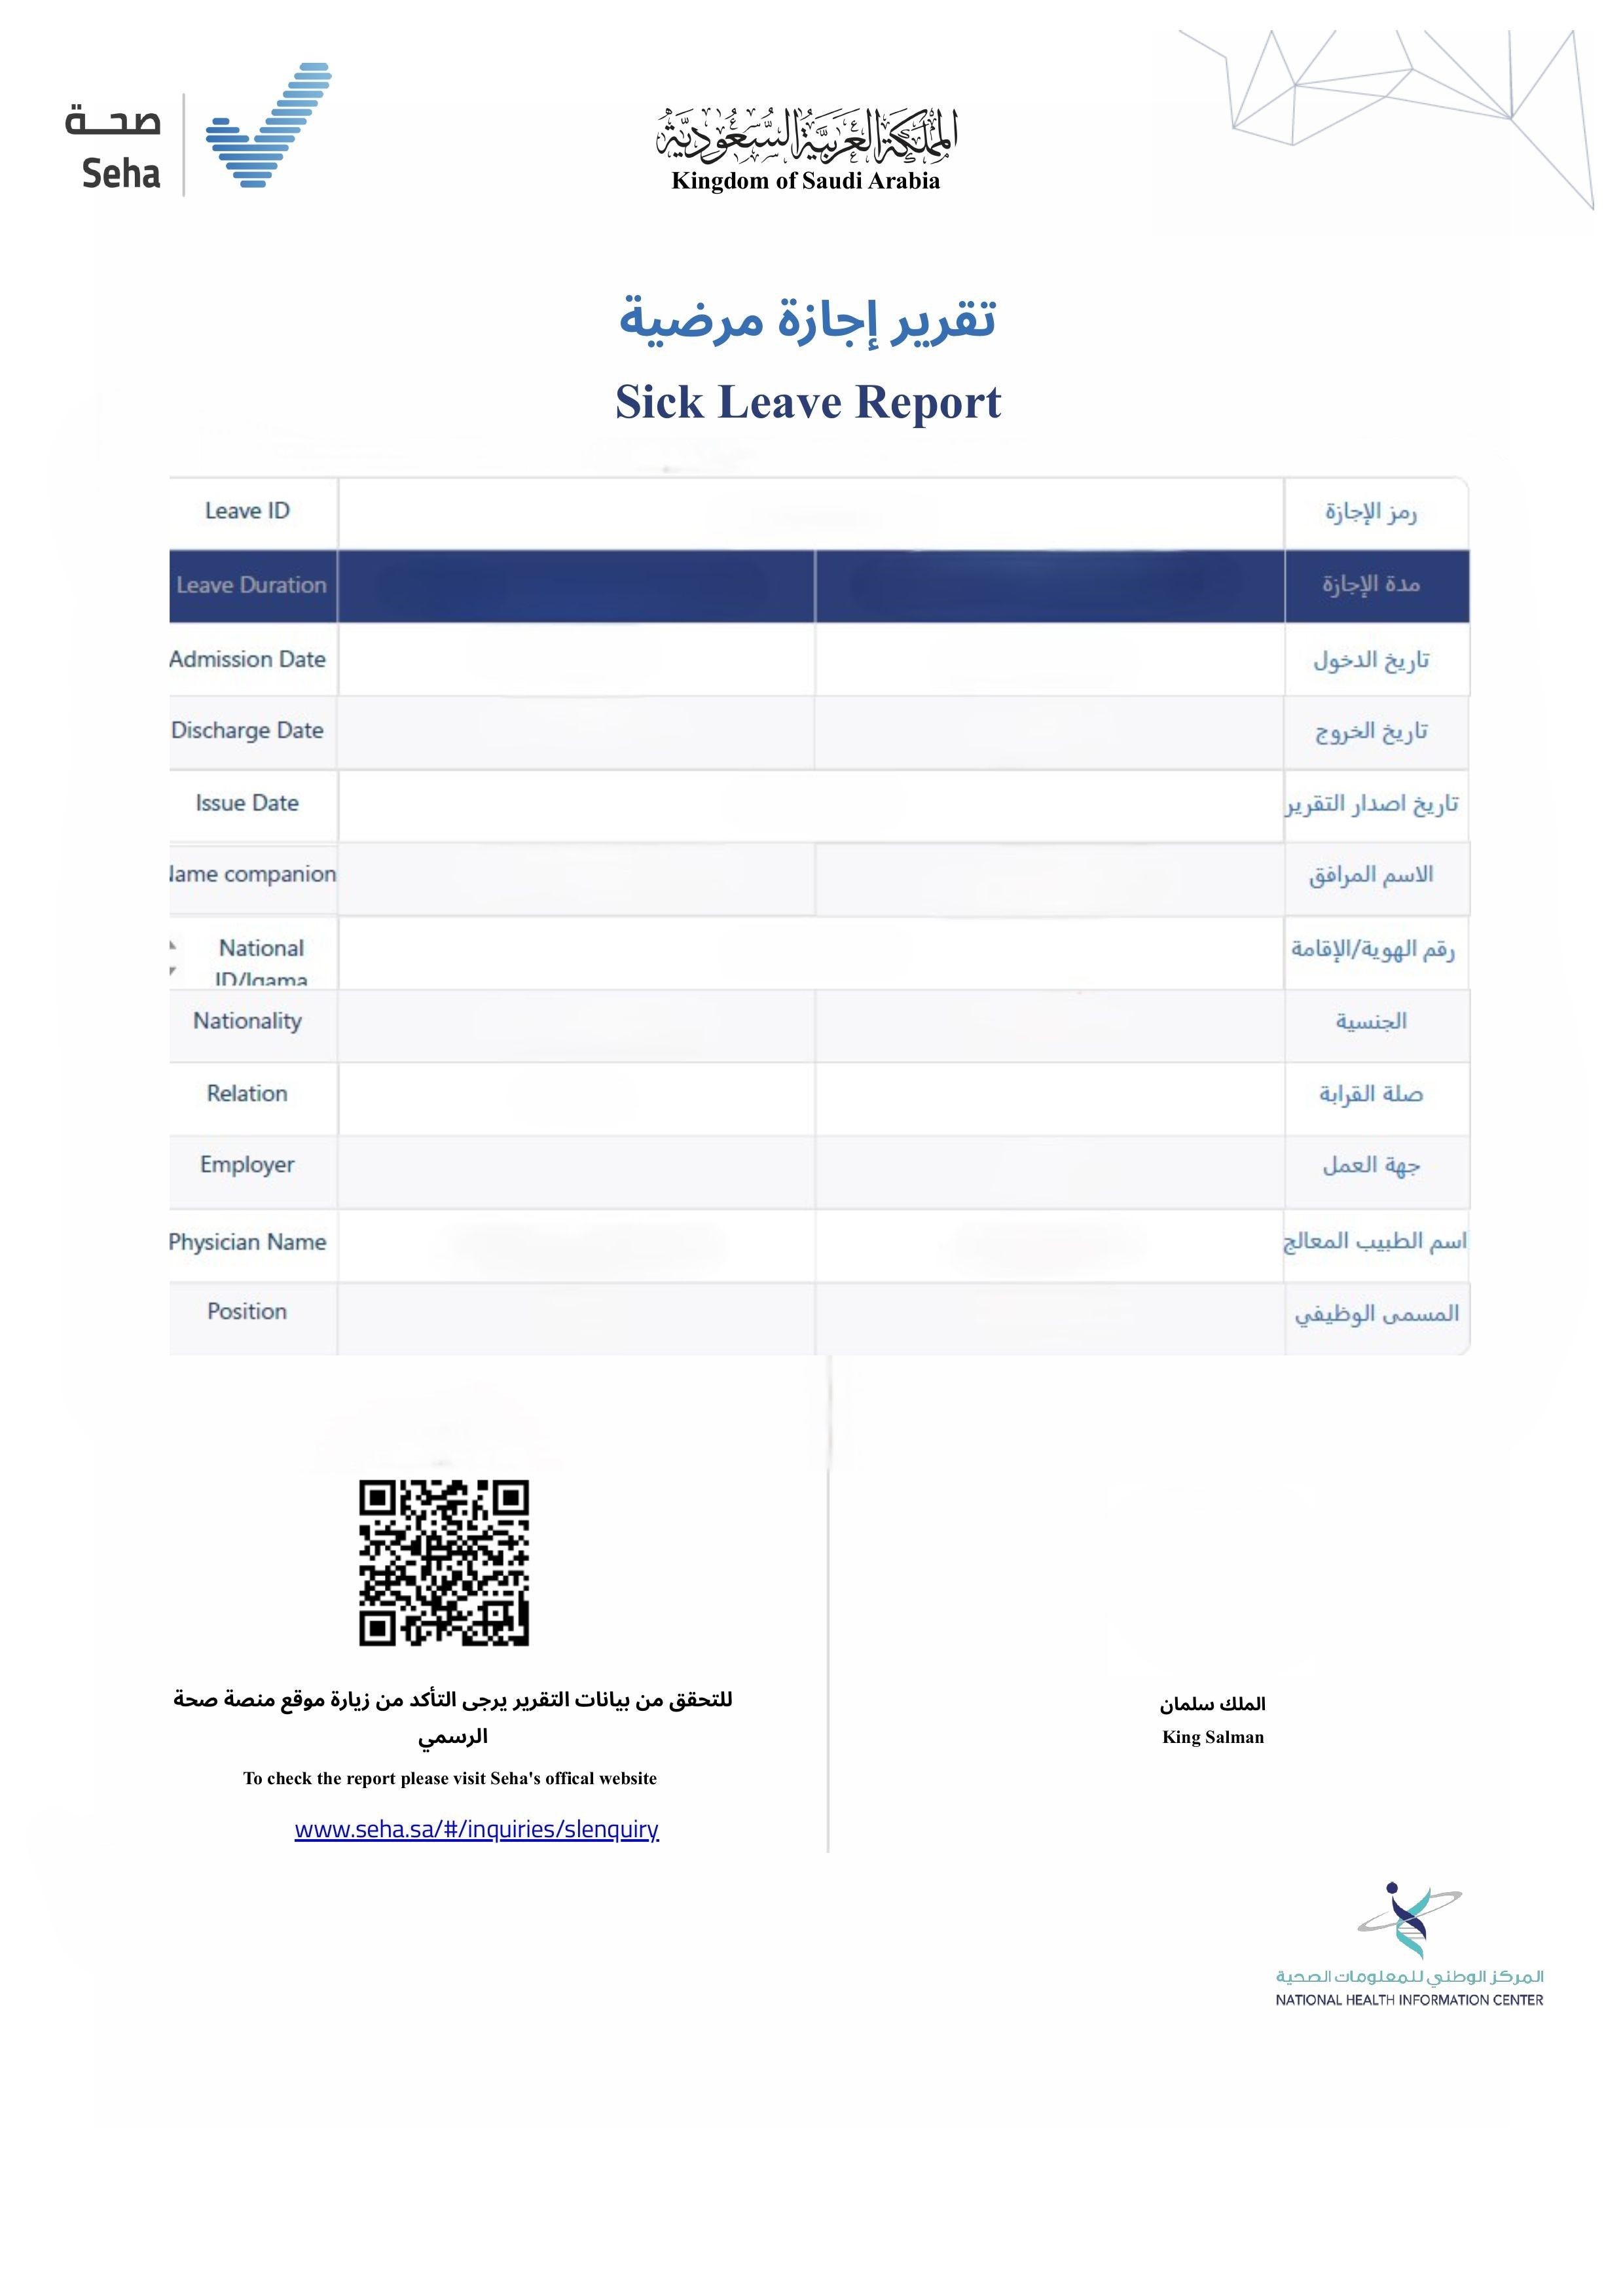 صحة
Seha
المملكة العربية السعودية
Kingdom of Saudi Arabia
تقرير إجازة مرضية
Sick Leave Report
Leave ID رمز الإجازة
Leave Duration مدة الإجازة
Admission Date تاريخ الدخول
Discharge Date تاريخ الخروج
Issue Date تاريخ اصدار التقرير
Name companion الاسم المرافق
National رقم الهوية/الإقامة
ID/Iqama
Nationality الجنسية
Relation صلة القرابة
Employer جهة العمل
Physician Name اسم الطبيب المعالج
Position المسمى الوظيفي
للتحقق من بيانات التقرير يرجى التأكد من زيارة موقع منصة صحة
الرسمي
To check the report please visit Seha's offical website
www.seha.sa/#/inquiries/slenquiry
الملك سلمان
King Salman
المركز الوطني للمعلومات الصحية
NATIONAL HEALTH INFORMATION CENTER